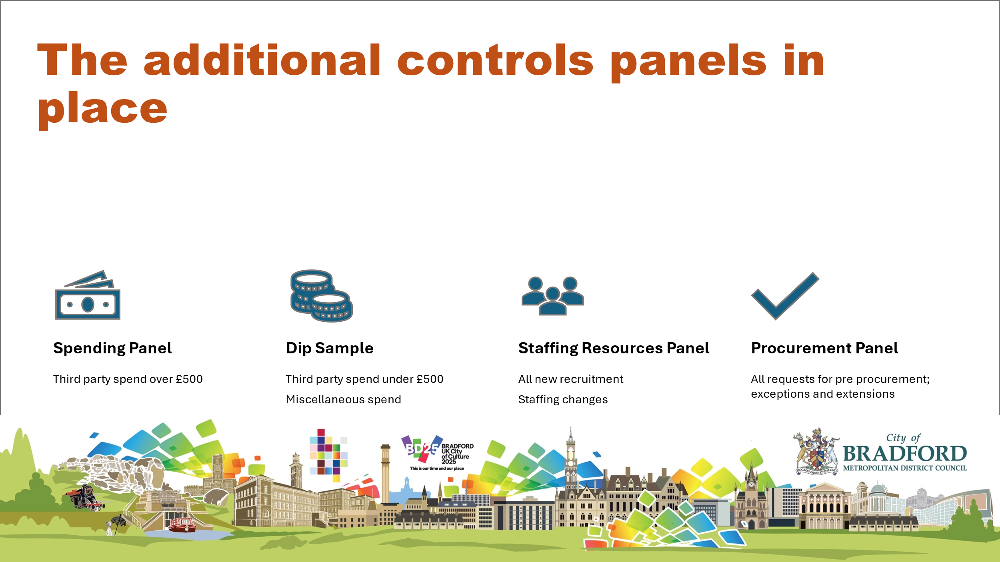 The additional controls panels in
place
Spending Panel
Third party spend over £500
Dip Sample
Third party spend under £500
Miscellaneous spend
Staffing Resources Panel
All new recruitment
Staffing changes
Procurement Panel
All requests for pre procurement;
exceptions and extensions
BD25
BRADFORD
UK City
of Culture
2025
This is our time and our place
City of
BRADFORD
METROPOLITAN DISTRICT COUNCIL
PROGRESS·INDUSTRY·HUMANITY